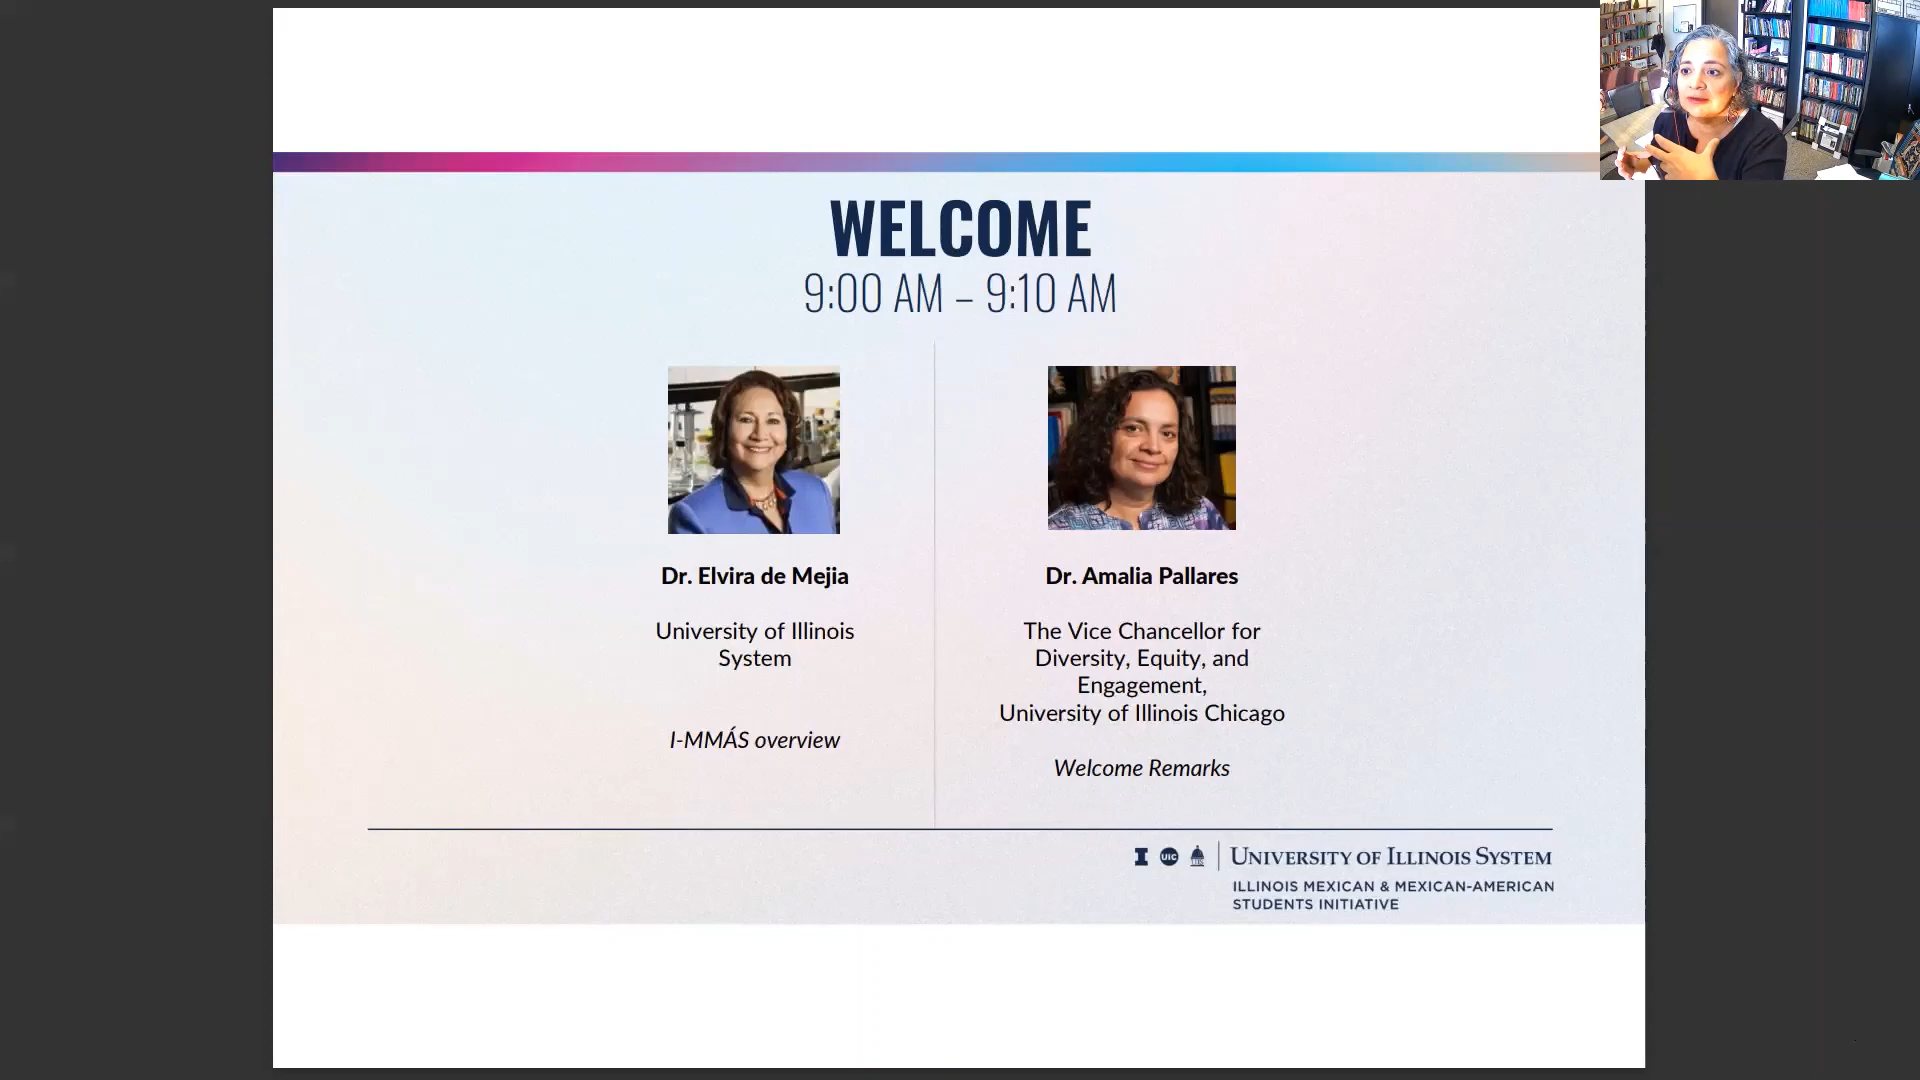 WELCOME
9:00 AM – 9:10 AM
Dr. Elvira de Mejia
University of Illinois
System
I-MMÁS overview
Dr. Amalia Pallares
The Vice Chancellor for
Diversity, Equity, and
Engagement,
University of Illinois Chicago
Welcome Remarks
I UIC UIS | UNIVERSITY OF ILLINOIS SYSTEM
ILLINOIS MEXICAN & MEXICAN-AMERICAN
STUDENTS INITIATIVE